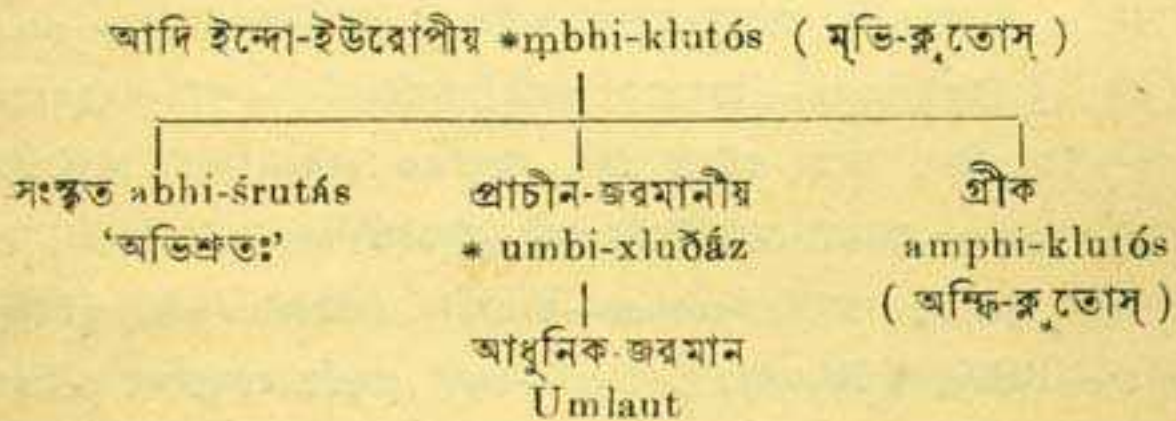 আদি ইন্দো-ইউরোপীয় *m̥bhi-klutós ( ম্ভি-ক্লুতোস্ )
সংস্কৃত abhi-śrutás
‘অভিশ্রুতঃ’
প্রাচীন-জরমানীয়
* umbi-xluðáz
গ্রীক
amphi-klutós
( অম্ফি-ক্লুতোস্ )
আধুনিক-জরমান
Umlaut